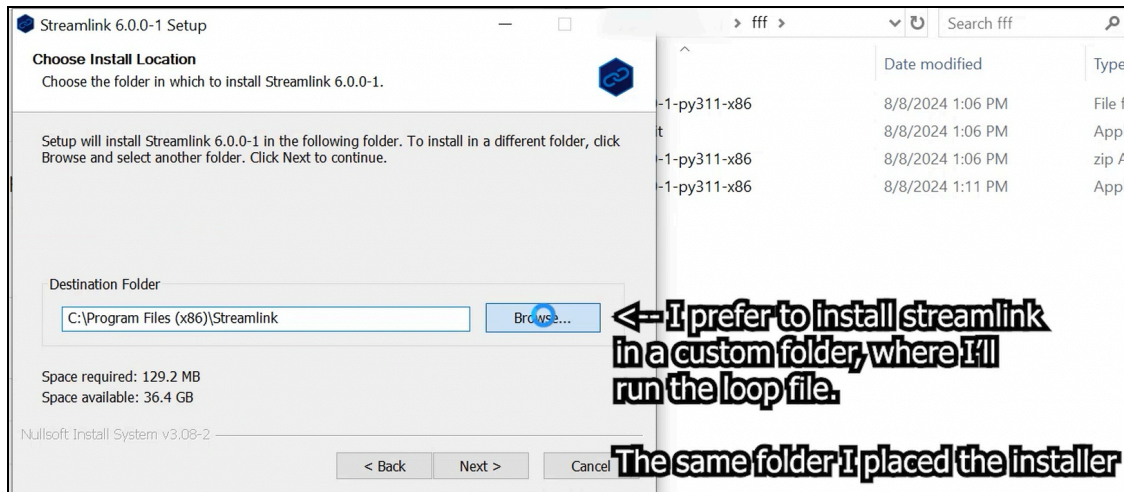 Streamlink 6.0.0-1 Setup
Choose Install Location
Choose the folder in which to install Streamlink 6.0.0-1.
Setup will install Streamlink 6.0.0-1 in the following folder. To install in a different folder, click
Browse and select another folder. Click Next to continue.
Destination Folder
C:\Program Files (x86)\Streamlink
Browse...
Space required: 129.2 MB
Space available: 36.4 GB
Nullsoft Install System v3.08-2
< Back
Next >
Cancel
> fff >
Search fff
Date modified
Type
-1-py311-x86 8/8/2024 1:06 PM File f
it 8/8/2024 1:06 PM App
-1-py311-x86 8/8/2024 1:06 PM zip A
-1-py311-x86 8/8/2024 1:11 PM App
<-- I prefer to install streamlink
in a custom folder, where I'll
run the loop file.
The same folder I placed the installer